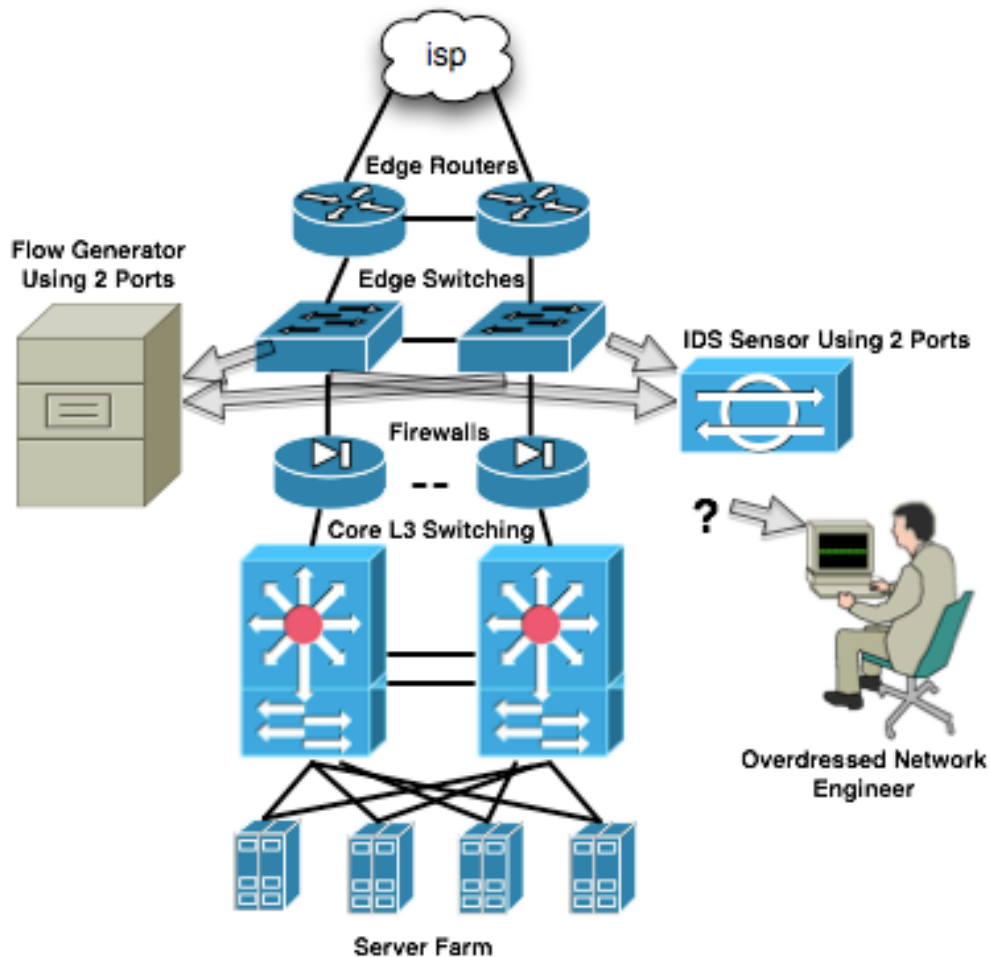 isp
Edge Routers
Flow Generator
Using 2 Ports
Edge Switches
IDS Sensor Using 2 Ports
Firewalls
--
?
Core L3 Switching
Overdressed Network
Engineer
Server Farm